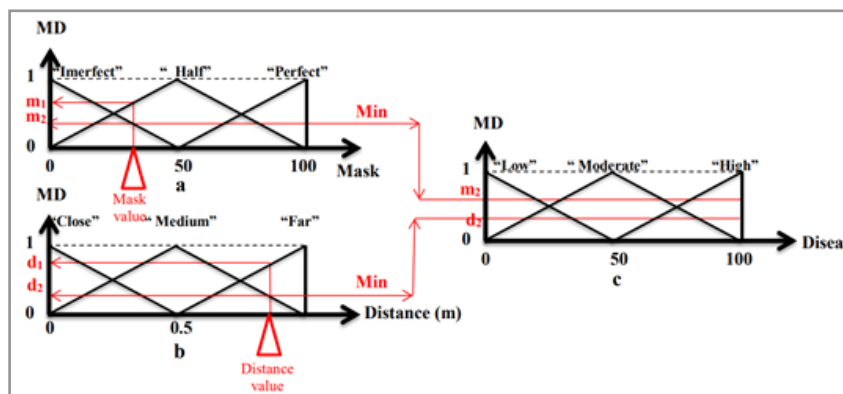 MD
1
“Imerfect”
“ Half”
“Perfect”
m₁
m₂
Min
0
0
50
100
Mask
a
Mask
value
MD
“Close”
“ Medium”
“Far”
1
d₁
d₂
Min
0
0
0.5
Distance (m)
b
Distance
value
MD
1
“Low”
“ Moderate”
“High”
m₂
d₂
0
0
50
100
Disea
c